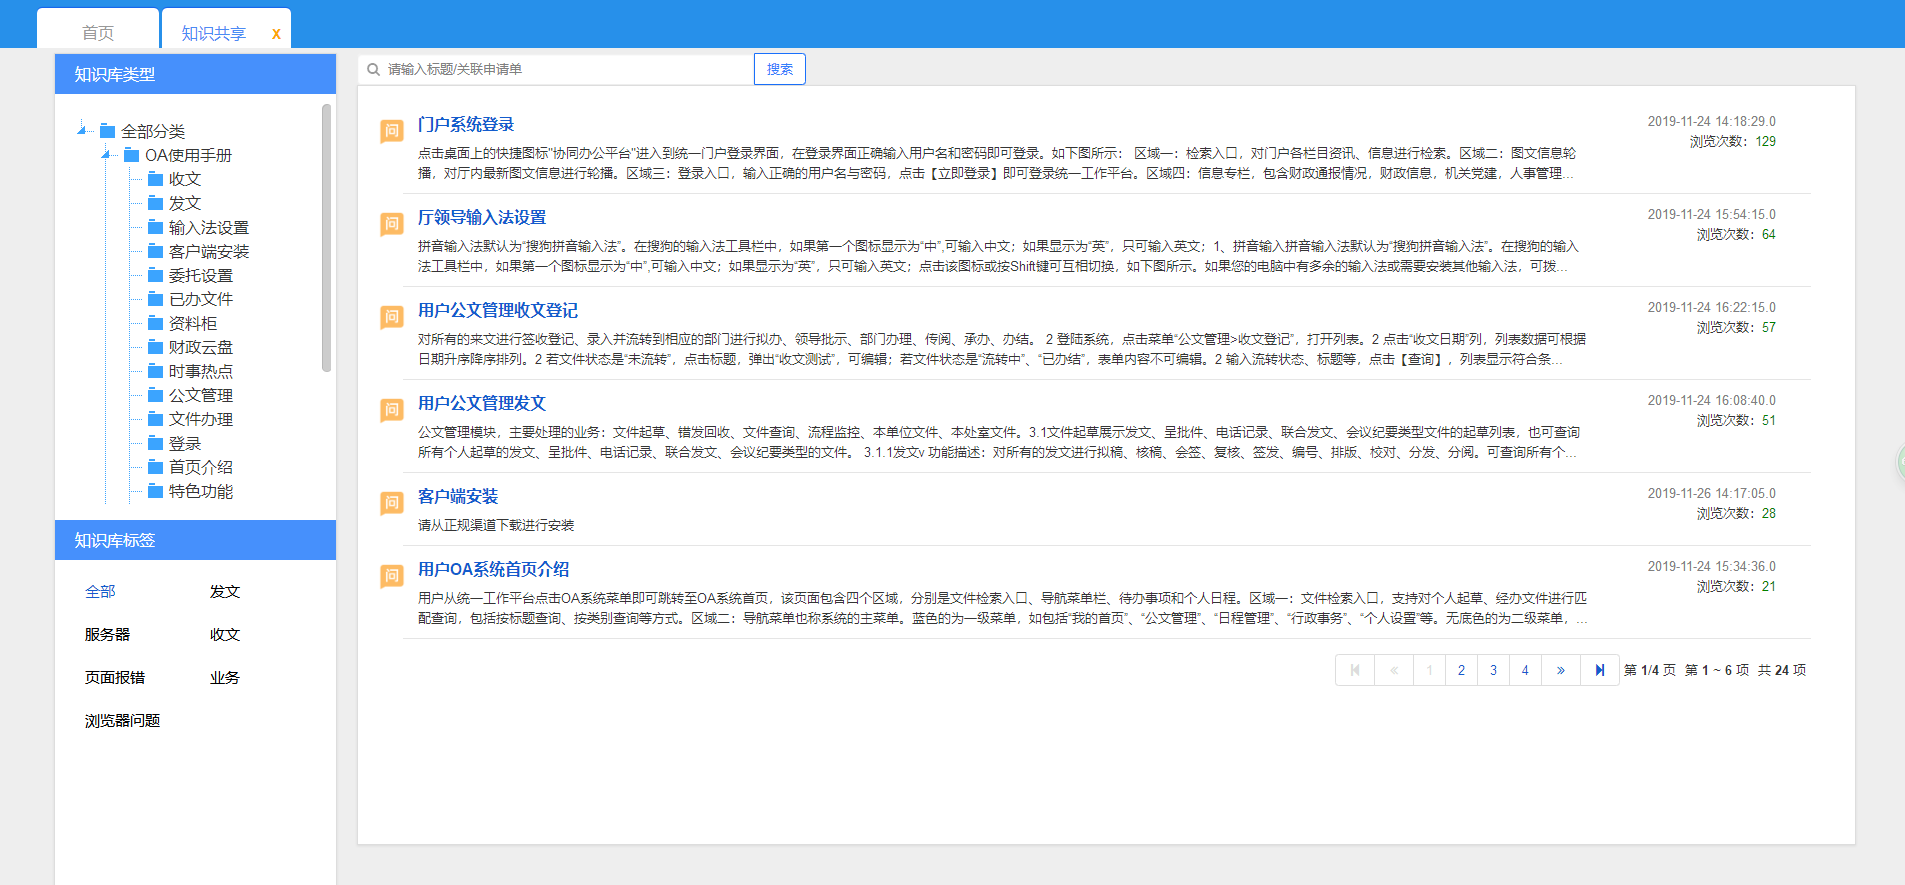 首页
知识共享
x
知识库类型
全部分类
OA使用手册
收文
发文
输入法设置
客户端安装
委托设置
已办文件
资料柜
财政云盘
时事热点
公文管理
文件办理
登录
首页介绍
特色功能
知识库标签
全部 发文
服务器 收文
页面报错 业务
浏览器问题
请输入标题/关联申请单
搜索
问 门户系统登录
2019-11-24 14:18:29.0
浏览次数：129
点击桌面上的快捷图标"协同办公平台"进入到统一门户登录界面，在登录界面正确输入用户名和密码即可登录。如下图所示： 区域一：检索入口，对门户各栏目资讯、信息进行检索。区域二：图文信息轮
播，对厅内最新图文信息进行轮播。区域三：登录入口，输入正确的用户名与密码，点击【立即登录】即可登录统一工作平台。区域四：信息专栏，包含财政通报情况，财政信息，机关党建，人事管理...
问 厅领导输入法设置
2019-11-24 15:54:15.0
浏览次数：64
拼音输入法默认为“搜狗拼音输入法”。在搜狗的输入法工具栏中，如果第一个图标显示为“中”,可输入中文；如果显示为“英”，只可输入英文；1、拼音输入拼音输入法默认为“搜狗拼音输入法”。在搜狗的输入
法工具栏中，如果第一个图标显示为“中”,可输入中文；如果显示为“英”，只可输入英文；点击该图标或按Shift键可互相切换，如下图所示。如果您的电脑中有多余的输入法或需要安装其他输入法，可拨...
问 用户公文管理收文登记
2019-11-24 16:22:15.0
浏览次数：57
对所有的来文进行签收登记、录入并流转到相应的部门进行拟办、领导批示、部门办理、传阅、承办、办结。 2 登陆系统，点击菜单“公文管理>收文登记”，打开列表。2 点击“收文日期”列，列表数据可根据
日期升序降序排列。2 若文件状态是“未流转”，点击标题，弹出“收文测试”，可编辑；若文件状态是“流转中”、“已办结”，表单内容不可编辑。2 输入流转状态、标题等，点击【查询】，列表显示符合条...
问 用户公文管理发文
2019-11-24 16:08:40.0
浏览次数：51
公文管理模块，主要处理的业务：文件起草、错发回收、文件查询、流程监控、本单位文件、本处室文件。3.1文件起草展示发文、呈批件、电话记录、联合发文、会议纪要类型文件的起草列表，也可查询
所有个人起草的发文、呈批件、电话记录、联合发文、会议纪要类型的文件。 3.1.1发文v 功能描述：对所有的发文进行拟稿、核稿、会签、复核、签发、编号、排版、校对、分发、分阅。可查询所有个...
问 客户端安装
2019-11-26 14:17:05.0
浏览次数：28
请从正规渠道下载进行安装
问 用户OA系统首页介绍
2019-11-24 15:34:36.0
浏览次数：21
用户从统一工作平台点击OA系统菜单即可跳转至OA系统首页，该页面包含四个区域，分别是文件检索入口、导航菜单栏、待办事项和个人日程。区域一：文件检索入口，支持对个人起草、经办文件进行匹
配查询，包括按标题查询、按类别查询等方式。区域二：导航菜单也称系统的主菜单。蓝色的为一级菜单，如包括“我的首页”、“公文管理”、“日程管理”、“行政事务”、“个人设置”等。无底色的为二级菜单，...
« 1 2 3 4 » 第 1/4 页 第 1 ~ 6 项 共 24 项